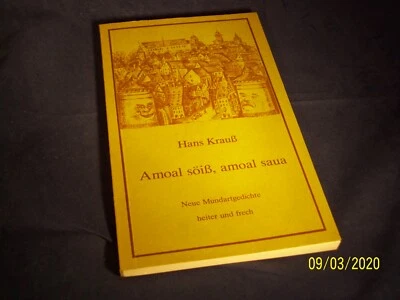 Hans Krauß
Amoal söiß, amoal saua
Neue Mundartgedichte
heiter und frech
09/03/2020